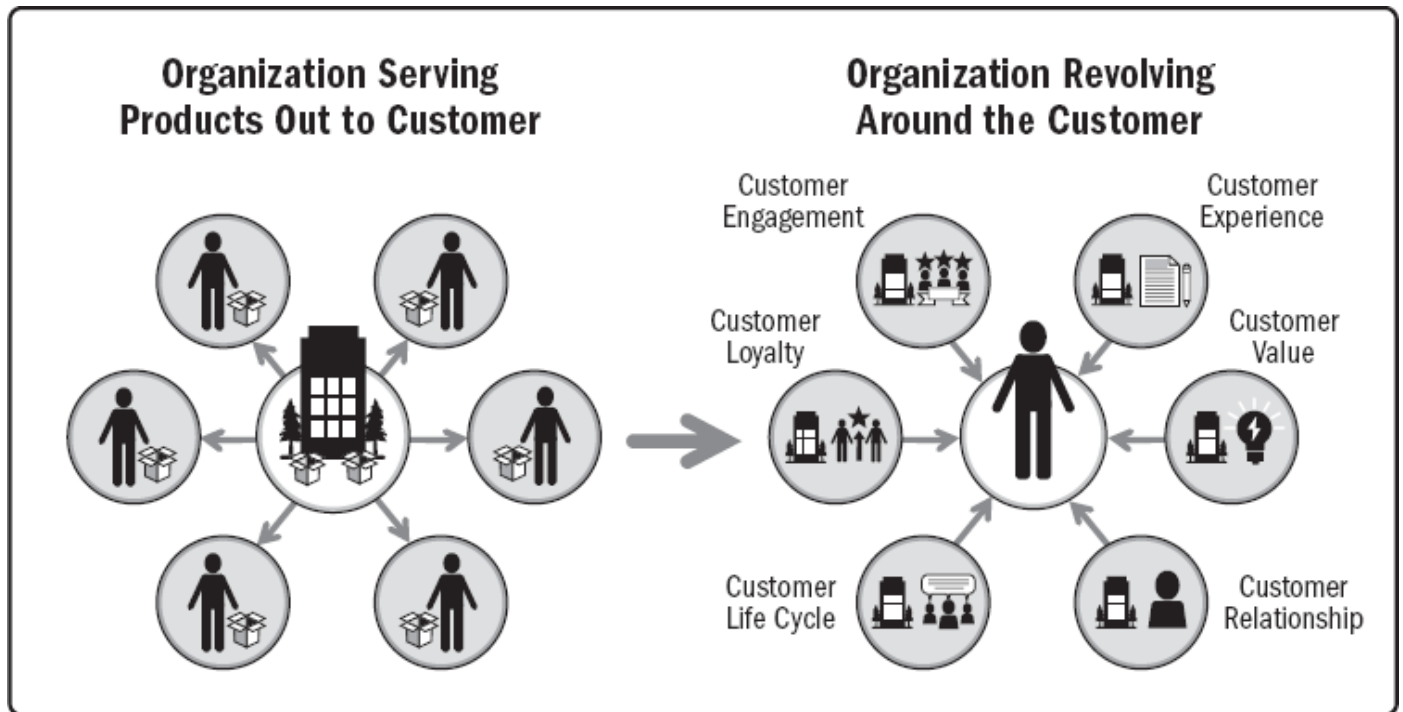 Organization Serving
Products Out to Customer
Organization Revolving
Around the Customer
Customer
Engagement
Customer
Experience
Customer
Loyalty
Customer
Value
Customer
Life Cycle
Customer
Relationship